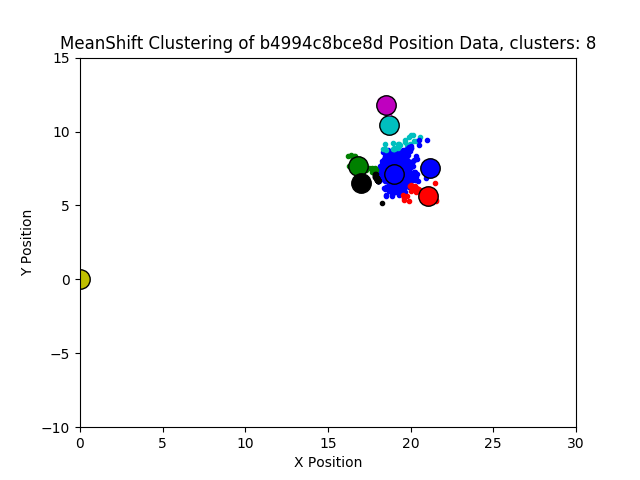 MeanShift Clustering of b4994c8bce8d Position Data, clusters: 8
15
10
5
0
−5
−10
Y Position
0 5 10 15 20 25 30
X Position